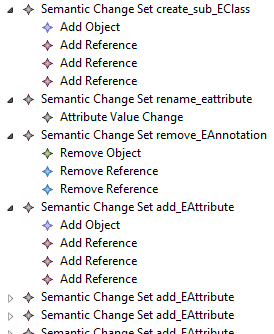 Semantic Change Set create_sub_EClass
Add Object
Add Reference
Add Reference
Add Reference
Semantic Change Set rename_eattribute
Attribute Value Change
Semantic Change Set remove_EAnnotation
Remove Object
Remove Reference
Remove Reference
Semantic Change Set add_EAttribute
Add Object
Add Reference
Add Reference
Add Reference
Semantic Change Set add_EAttribute
Semantic Change Set add_EAttribute
Semantic Change Set add_EAttribute